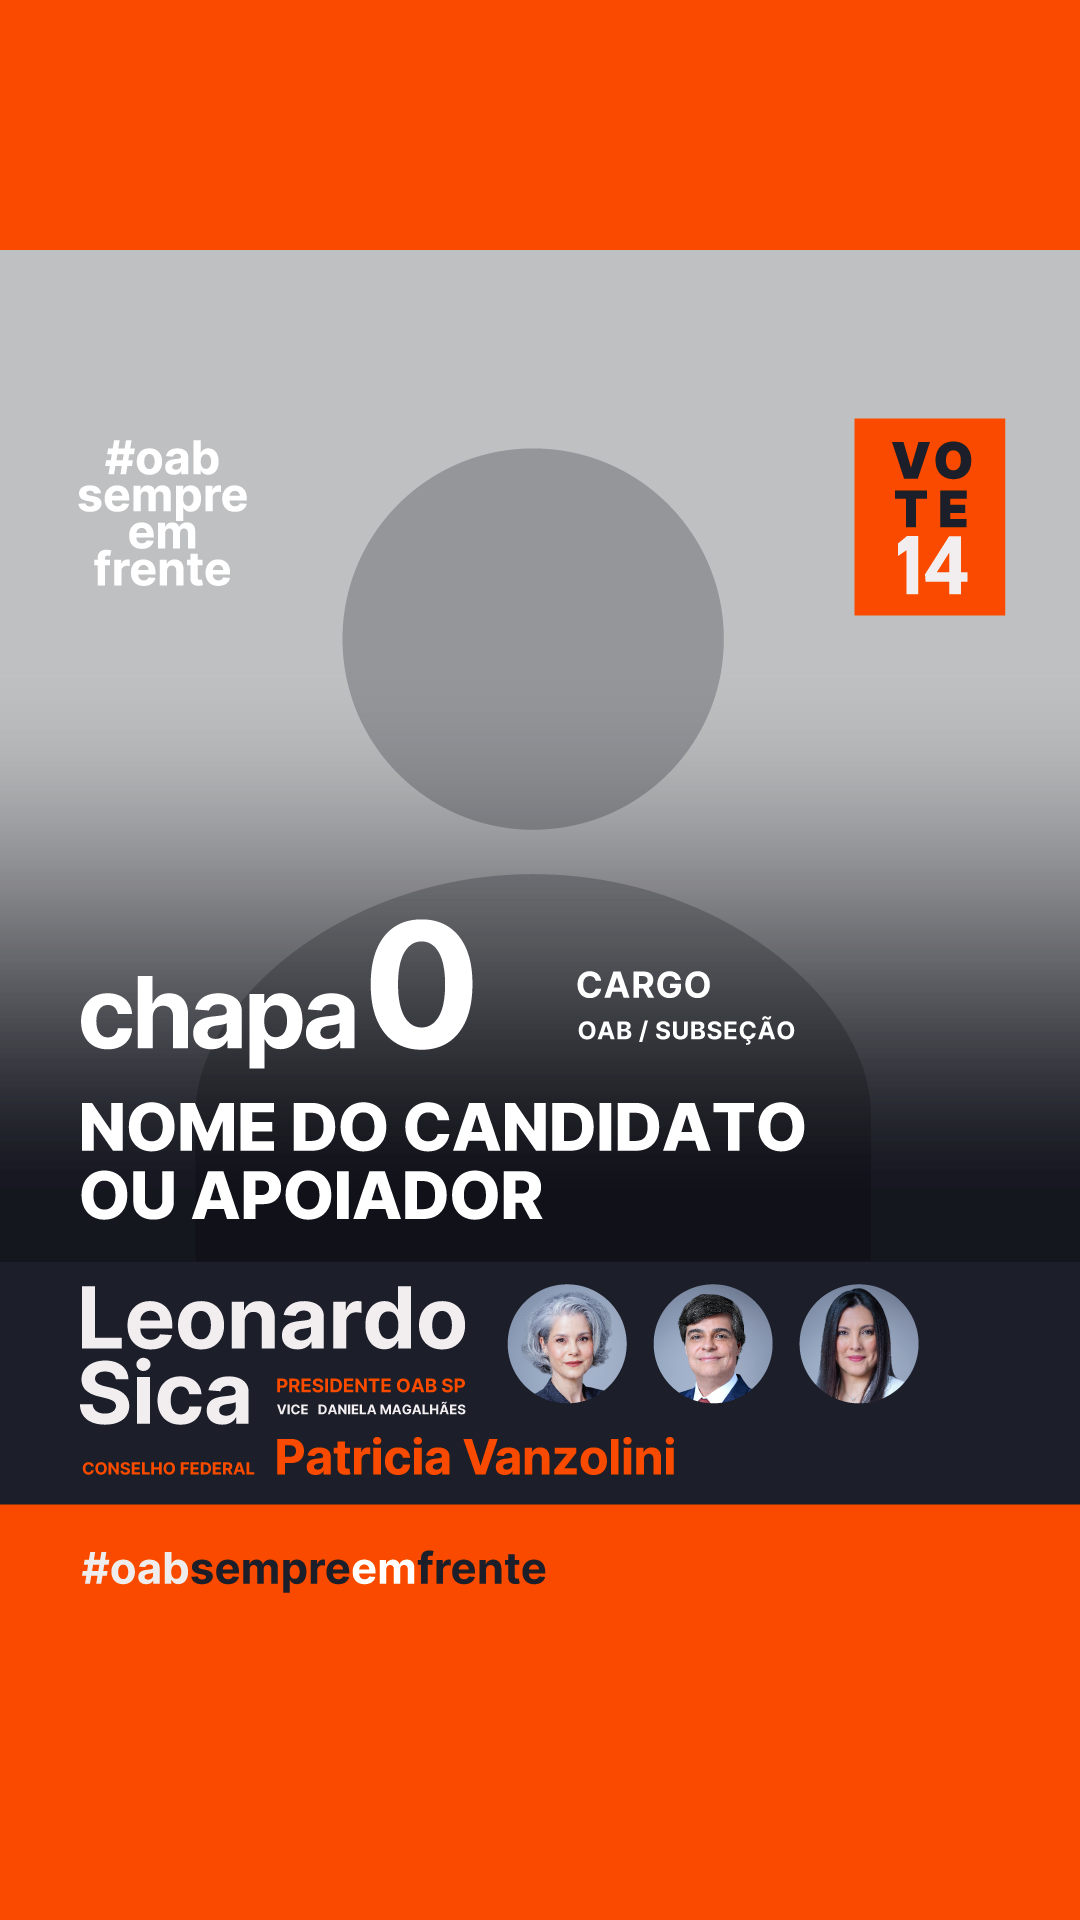 #oab
sempre
em
frente
VO
TE
14
chapa 0
CARGO
OAB / SUBSEÇÃO
NOME DO CANDIDATO
OU APOIADOR
Leonardo
Sica
PRESIDENTE OAB SP
VICE DANIELA MAGALHÃES
CONSELHO FEDERAL Patricia Vanzolini
#oabsempreemfrente